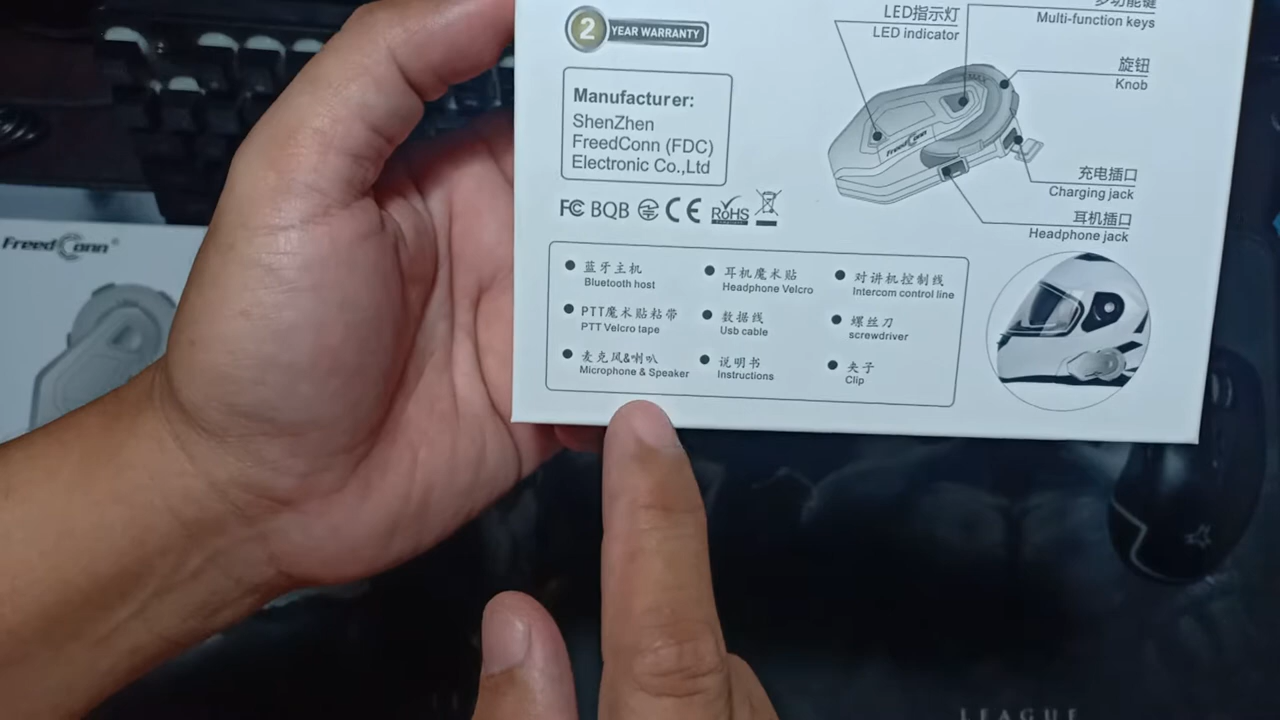 2 YEAR WARRANTY
Manufacturer:
ShenZhen
FreedConn (FDC)
Electronic Co.,Ltd
FC BQB CE RoHS
LED指示灯
LED indicator
多功能键
Multi-function keys
旋钮
Knob
FreedConn
充电插口
Charging jack
耳机插口
Headphone jack
蓝牙主机
Bluetooth host
耳机魔术贴
Headphone Velcro
对讲机控制线
Intercom control line
PTT魔术贴粘带
PTT Velcro tape
数据线
Usb cable
螺丝刀
screwdriver
麦克风&喇叭
Microphone & Speaker
说明书
Instructions
夹子
Clip
FreedConn®
LEAGUE